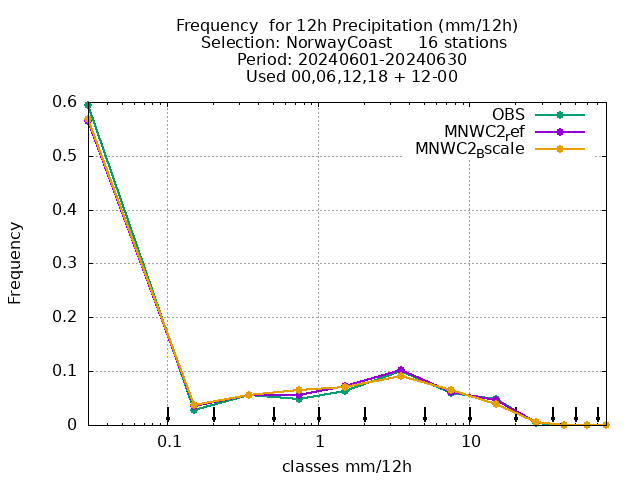 Frequency  for 12h Precipitation (mm/12h)
Selection: NorwayCoast     16 stations
Period: 20240601-20240630
Used 00,06,12,18 + 12-00
OBS
MNWC2_ref
MNWC2_Bscale
0.6
0.5
0.4
0.3
0.2
0.1
0
Frequency
0.1
1
10
classes mm/12h